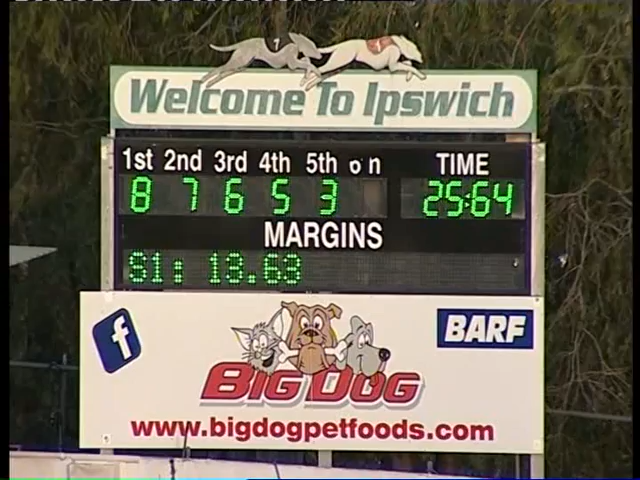 Welcome To Ipswich
1st 2nd 3rd 4th 5th on TIME
8 7 6 5 3 25:64
MARGINS
S1: 18.68
f BARF
BIG DOG
www.bigdogpetfoods.com